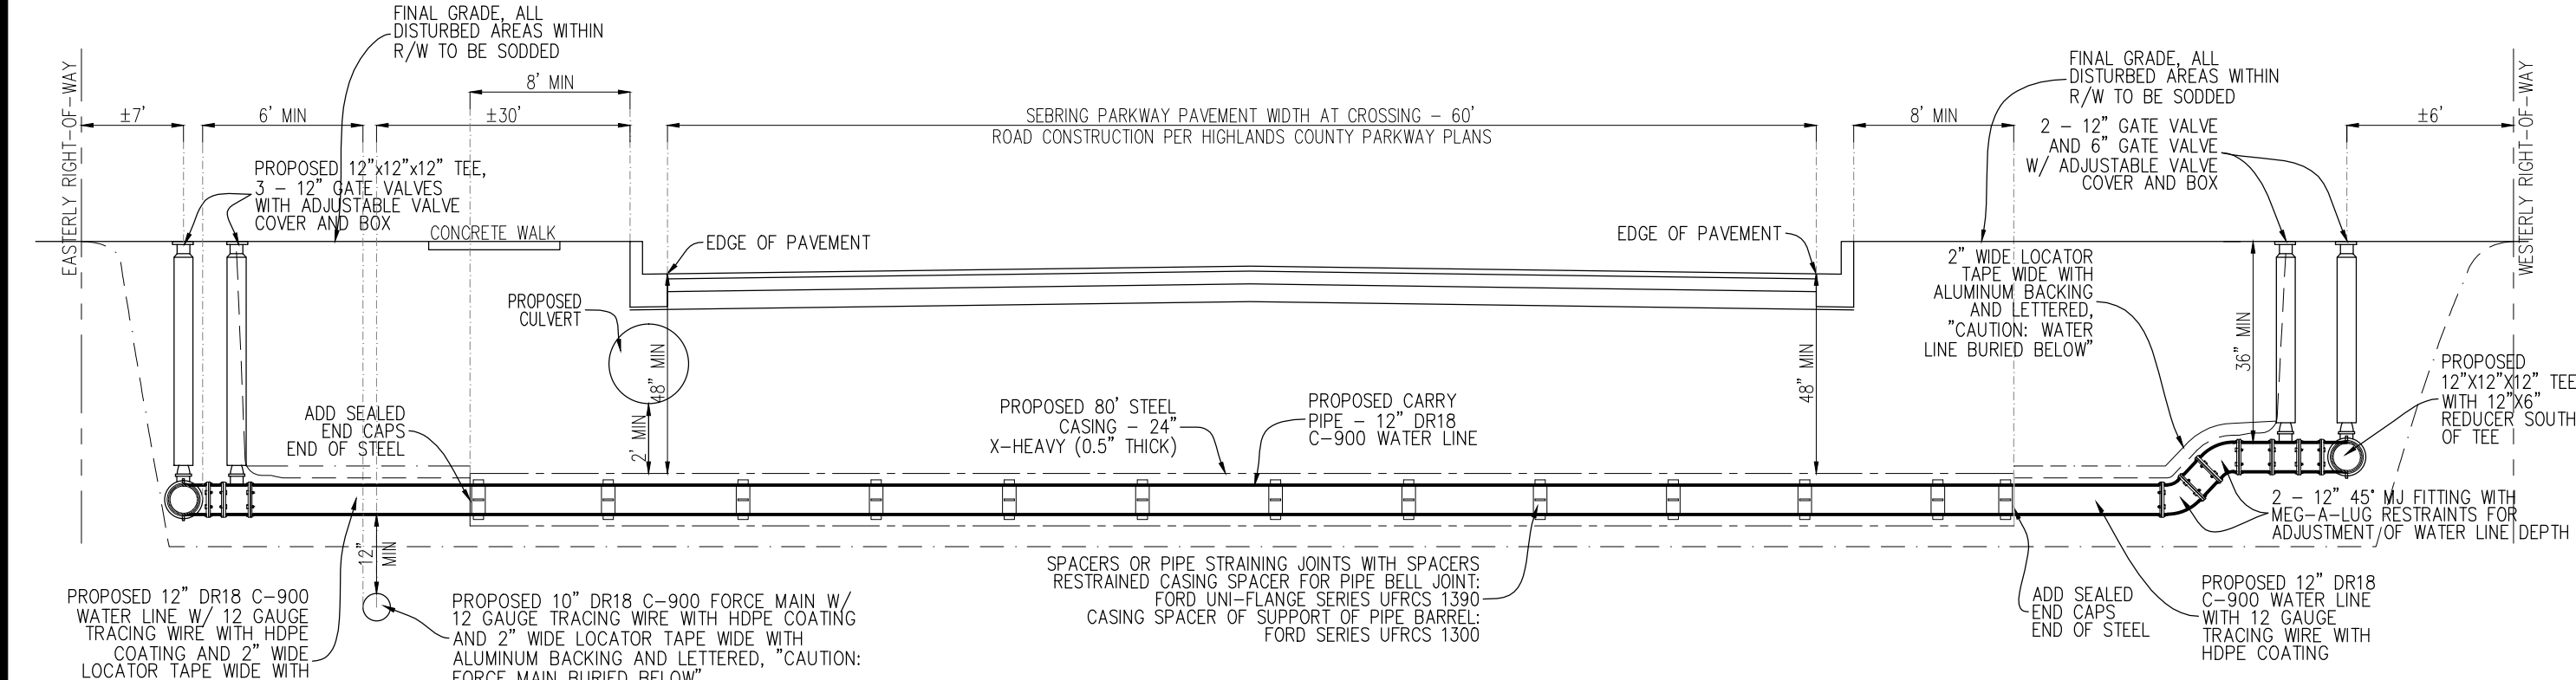 FINAL GRADE, ALL
DISTURBED AREAS WITHIN
R/W TO BE SODDED
8' MIN
±7'
6' MIN
±30'
EASTERLY RIGHT-OF-WAY
PROPOSED 12"x12"x12" TEE,
3 - 12" GATE VALVES
WITH ADJUSTABLE VALVE
COVER AND BOX
CONCRETE WALK
SEBRING PARKWAY PAVEMENT WIDTH AT CROSSING - 60'
ROAD CONSTRUCTION PER HIGHLANDS COUNTY PARKWAY PLANS
EDGE OF PAVEMENT
EDGE OF PAVEMENT
8' MIN
FINAL GRADE, ALL
DISTURBED AREAS WITHIN
R/W TO BE SODDED
2 - 12" GATE VALVE
AND 6" GATE VALVE
W/ ADJUSTABLE VALVE
COVER AND BOX
±6'
WESTERLY RIGHT-OF-WAY
2" WIDE LOCATOR
TAPE WIDE WITH
ALUMINUM BACKING
AND LETTERED,
"CAUTION: WATER
LINE BURIED BELOW"
PROPOSED
CULVERT
48" MIN
2' MIN
48" MIN
36" MIN
PROPOSED
12"X12"X12" TEE
WITH 12"X6"
REDUCER SOUTH
OF TEE
ADD SEALED
END CAPS
END OF STEEL
PROPOSED 80' STEEL
CASING - 24"
X-HEAVY (0.5" THICK)
PROPOSED CARRY
PIPE - 12" DR18
C-900 WATER LINE
2 - 12" 45° MJ FITTING WITH
MEG-A-LUG RESTRAINTS FOR
ADJUSTMENT OF WATER LINE DEPTH
12"
MIN
PROPOSED 12" DR18 C-900
WATER LINE W/ 12 GAUGE
TRACING WIRE WITH HDPE
COATING AND 2" WIDE
LOCATOR TAPE WIDE WITH
PROPOSED 10" DR18 C-900 FORCE MAIN W/
12 GAUGE TRACING WIRE WITH HDPE COATING
AND 2" WIDE LOCATOR TAPE WIDE WITH
ALUMINUM BACKING AND LETTERED, "CAUTION:
FORCE MAIN BURIED BELOW"
SPACERS OR PIPE STRAINING JOINTS WITH SPACERS
RESTRAINED CASING SPACER FOR PIPE BELL JOINT:
FORD UNI-FLANGE SERIES UFRCS 1390
CASING SPACER OF SUPPORT OF PIPE BARREL:
FORD SERIES UFRCS 1300
ADD SEALED
END CAPS
END OF STEEL
PROPOSED 12" DR18
C-900 WATER LINE
WITH 12 GAUGE
TRACING WIRE WITH
HDPE COATING